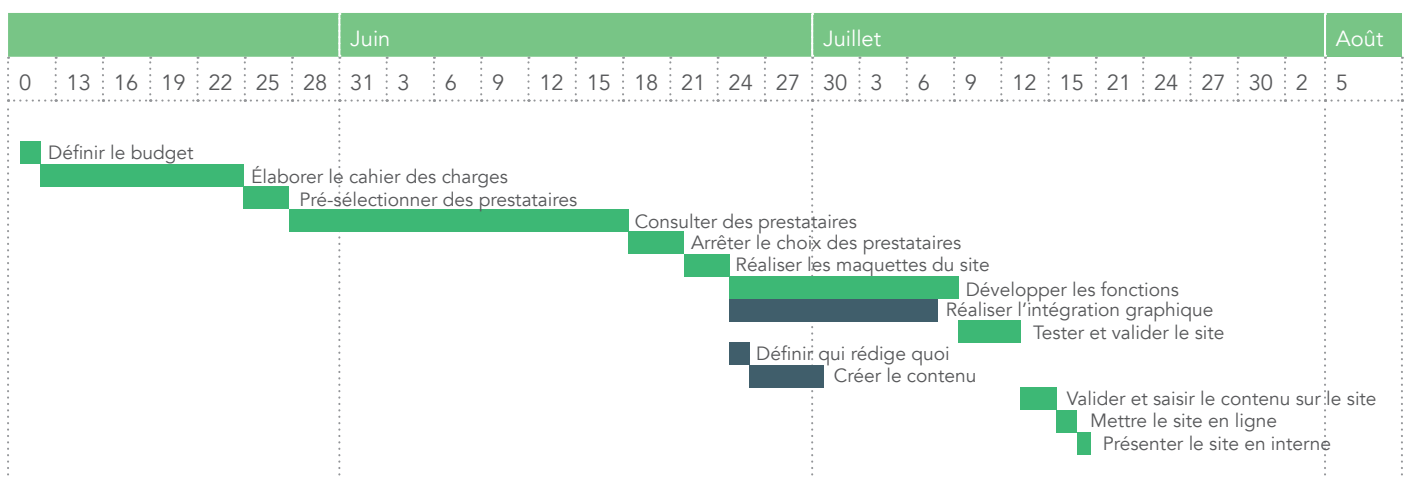 Juin Juillet Août
0 13 16 19 22 25 28 31 3 6 9 12 15 18 21 24 27 30 3 6 9 12 15 21 24 27 30 2 5
Définir le budget
Élaborer le cahier des charges
Pré-sélectionner des prestataires
Consulter des prestataires
Arrêter le choix des prestataires
Réaliser les maquettes du site
Développer les fonctions
Réaliser l’intégration graphique
Tester et valider le site
Définir qui rédige quoi
Créer le contenu
Valider et saisir le contenu sur le site
Mettre le site en ligne
Présenter le site en interne